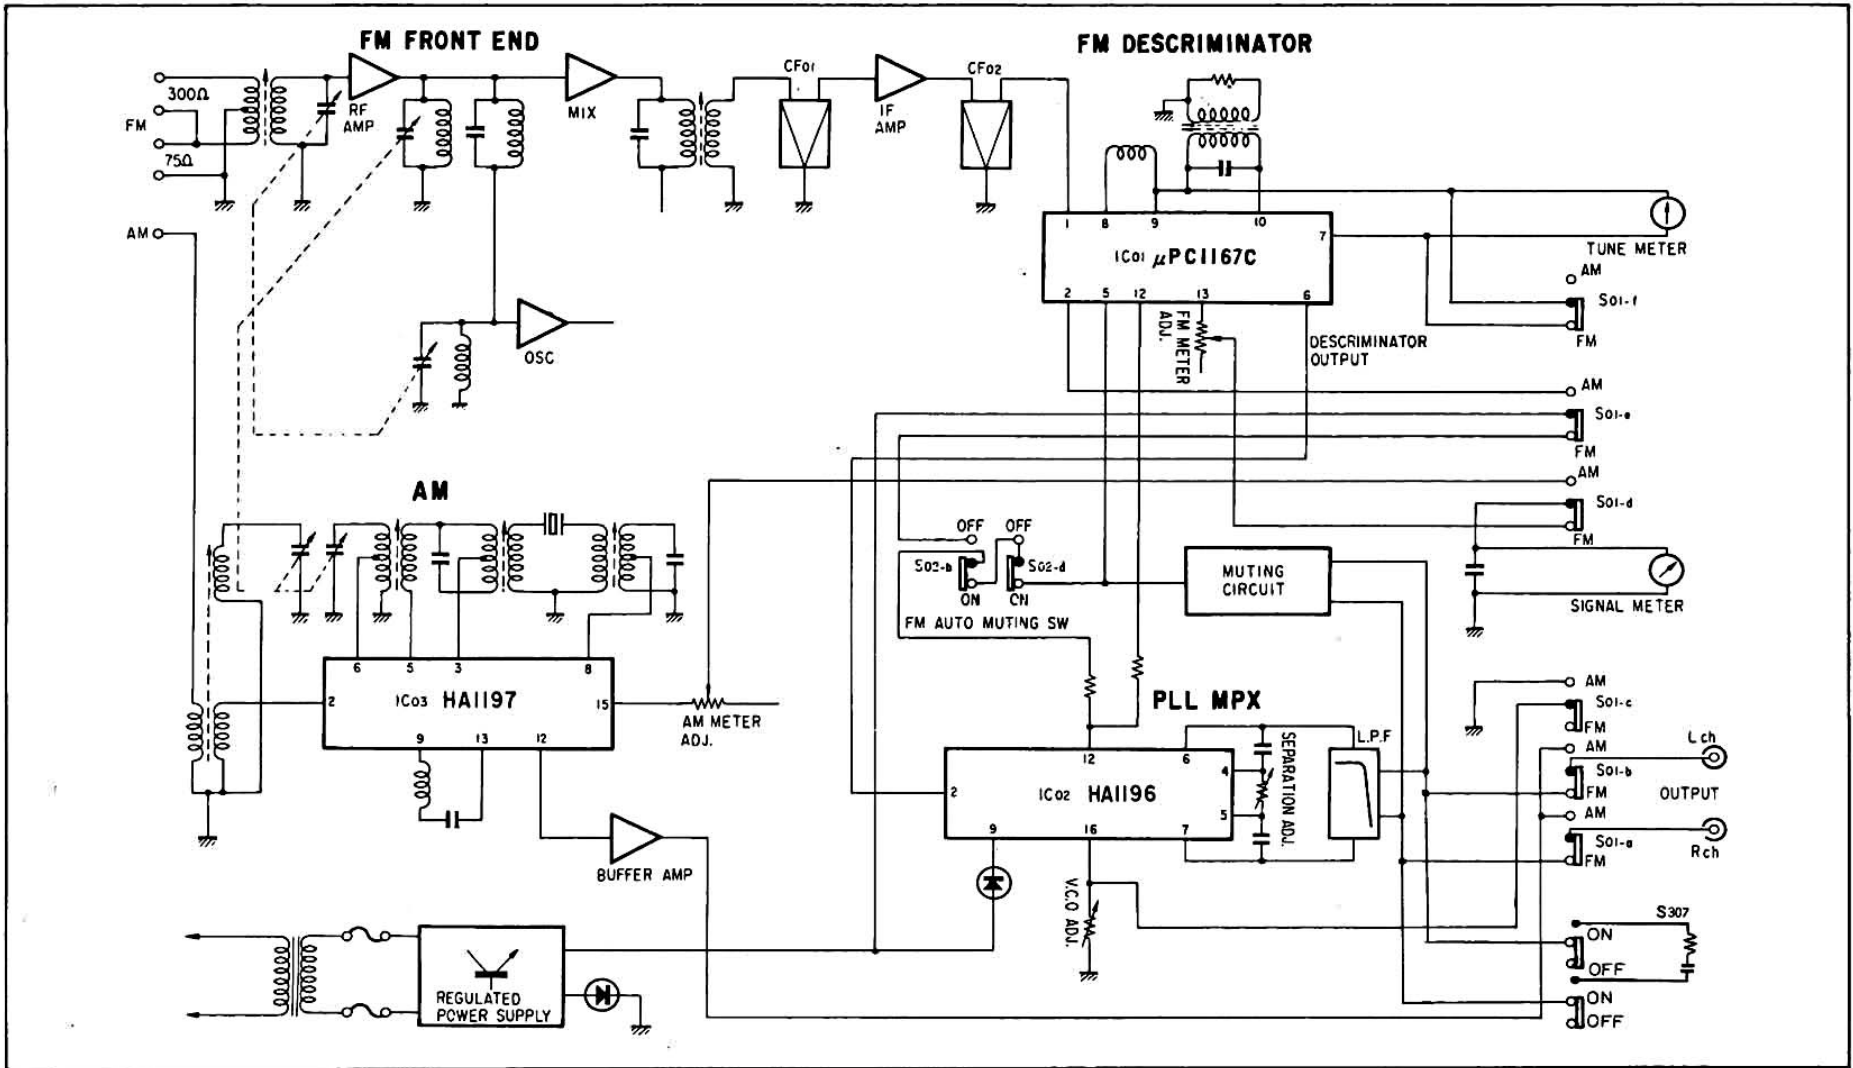 FM FRONT END
FM DESCRIMINATOR
300Ω
FM
75Ω
RF
AMP
MIX
CF01
IF
AMP
CF02
AM
OSC
1
8
9
10
7
IC01 μPC1167C
2
5
12
13
6
TUNE METER
AM
S01-f
FM
FM METER
ADJ.
DESCRIMINATOR
OUTPUT
AM
S01-e
FM
AM
S01-d
FM
SIGNAL METER
AM
OFF
OFF
S02-b
S02-d
ON
ON
FM AUTO MUTING SW
MUTING
CIRCUIT
6
5
3
8
2
IC03 HA1197
15
9
13
12
AM METER
ADJ.
BUFFER AMP
PLL MPX
12
6
4
2
IC02 HA1196
5
9
16
7
SEPARATION ADJ.
L.P.F
V.C.O ADJ.
AM
S01-c
FM
AM
L ch
S01-b
FM
OUTPUT
AM
S01-a
FM
R ch
S307
ON
OFF
ON
OFF
REGULATED
POWER SUPPLY